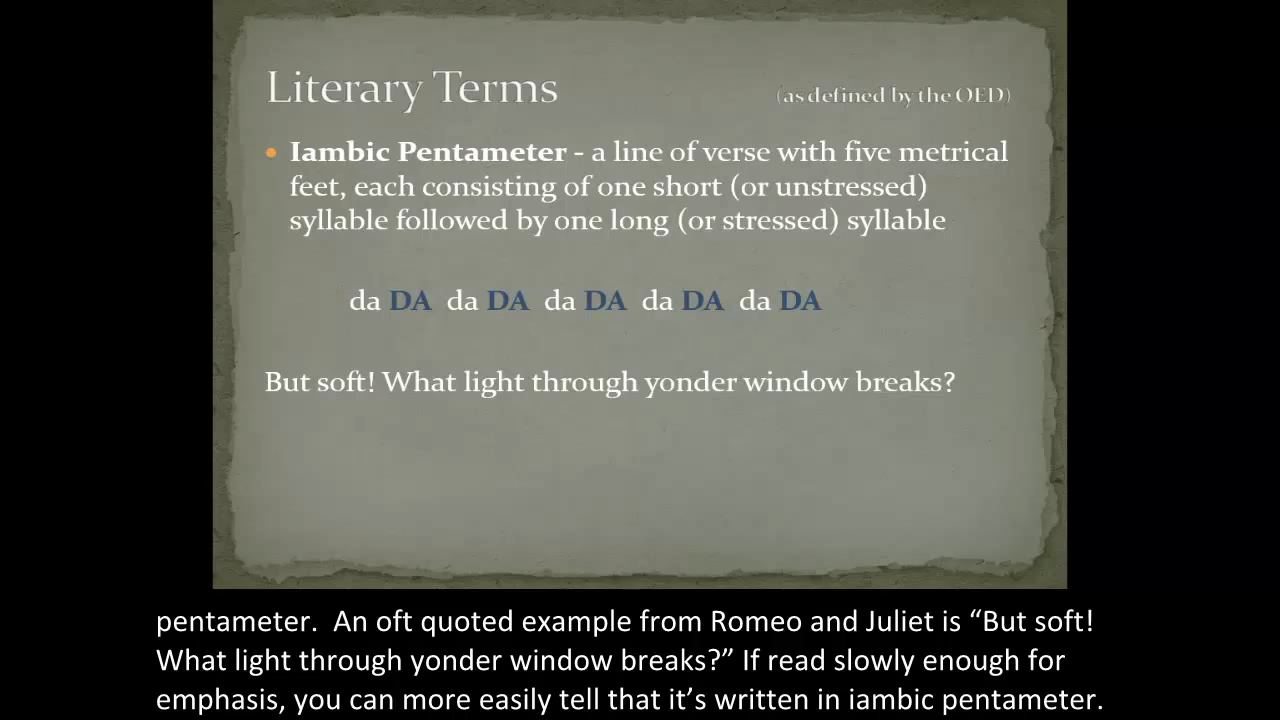 Literary Terms (as defined by the OED)
• Iambic Pentameter - a line of verse with five metrical
feet, each consisting of one short (or unstressed)
syllable followed by one long (or stressed) syllable
da DA da DA da DA da DA da DA
But soft! What light through yonder window breaks?
pentameter.  An oft quoted example from Romeo and Juliet is “But soft!
What light through yonder window breaks?” If read slowly enough for
emphasis, you can more easily tell that it’s written in iambic pentameter.